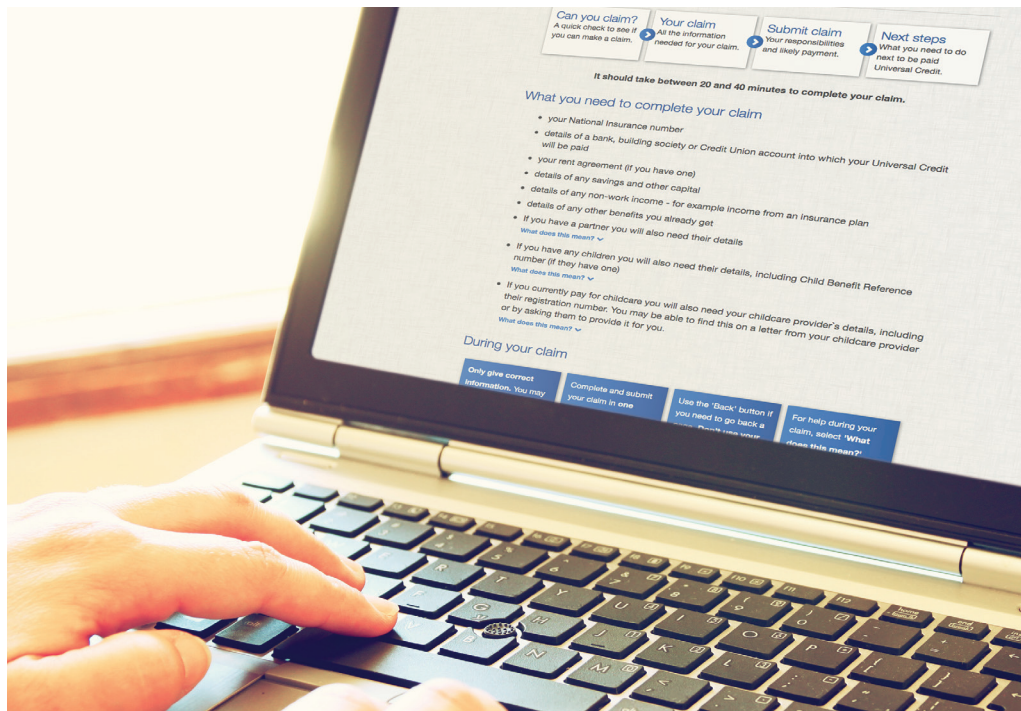 Can you claim?
A quick check to see if
you can make a claim.
Your claim
All the information
needed for your claim.
Submit claim
Your responsibilities
and likely payment.
Next steps
What you need to do
next to be paid
Universal Credit.
It should take between 20 and 40 minutes to complete your claim.
What you need to complete your claim
• your National Insurance number
• details of a bank, building society or Credit Union account into which your Universal Credit
will be paid
• your rent agreement (if you have one)
• details of any savings and other capital
• details of any non-work income - for example income from an insurance plan
• details of any other benefits you already get
• If you have a partner you will also need their details
What does this mean?
• If you have any children you will also need their details, including Child Benefit Reference
number (if they have one)
What does this mean?
• If you currently pay for childcare you will also need your childcare provider's details, including
their registration number. You may be able to find this on a letter from your childcare provider
or by asking them to provide it for you.
What does this mean?
During your claim
Only give correct
information. You may
Complete and submit
your claim in one
Use the 'Back' button if
you need to go back a
For help during your
claim, select 'What
does this mean?'
F10
F11
F12
home
end
R
T
Y
U
I
O
P
G
H
J
K
L
V
B
N
M